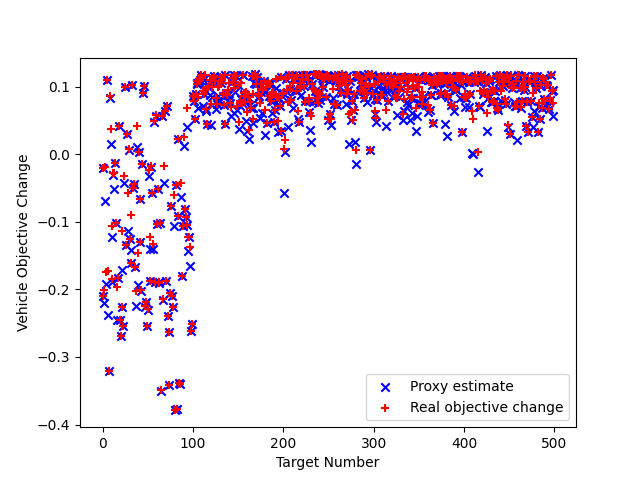 0.1
0.0
−0.1
−0.2
−0.3
−0.4
Vehicle Objective Change
Proxy estimate
Real objective change
0 100 200 300 400 500
Target Number